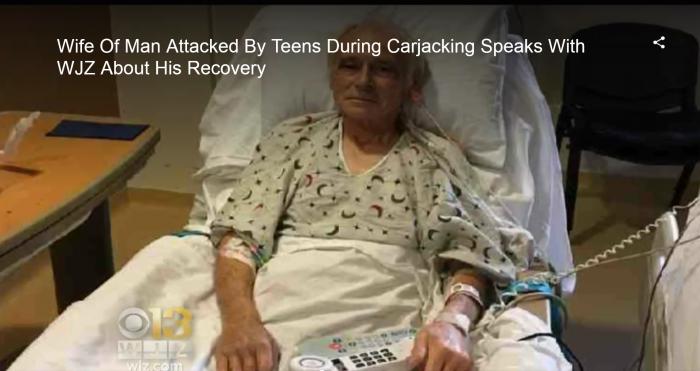 Wife Of Man Attacked By Teens During Carjacking Speaks With
WJZ About His Recovery
13
WJZ
wjz.com